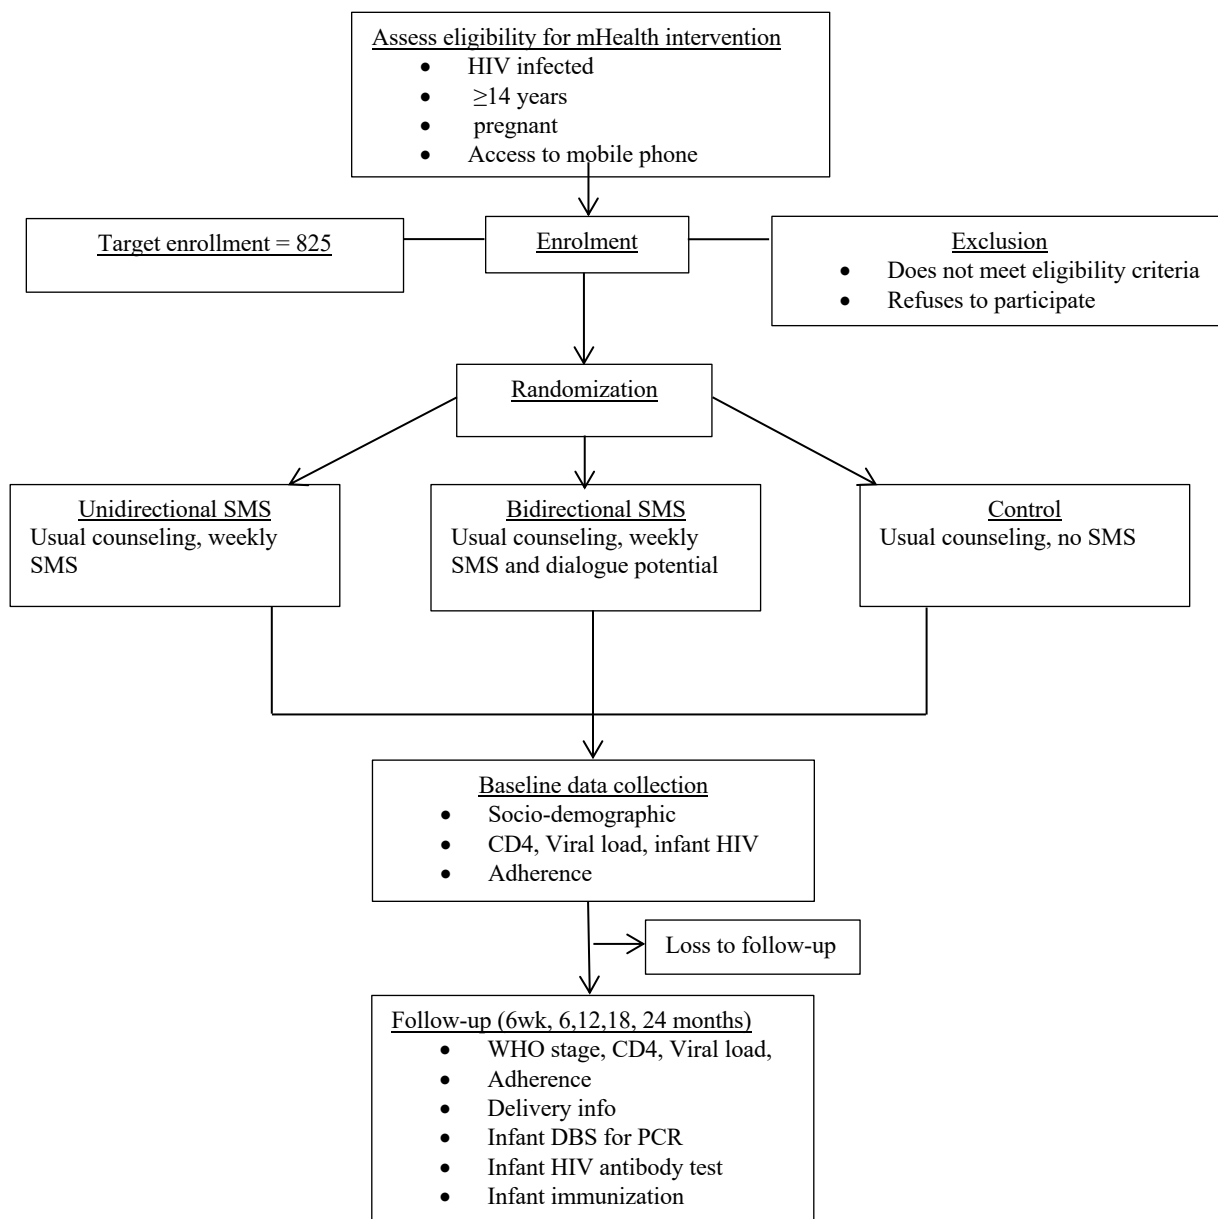 Assess eligibility for mHealth intervention
• HIV infected
• ≥14 years
• pregnant
• Access to mobile phone
Target enrollment = 825
Enrolment
Exclusion
• Does not meet eligibility criteria
• Refuses to participate
Randomization
Unidirectional SMS
Usual counseling, weekly
SMS
Bidirectional SMS
Usual counseling, weekly
SMS and dialogue potential
Control
Usual counseling, no SMS
Baseline data collection
• Socio-demographic
• CD4, Viral load, infant HIV
• Adherence
Loss to follow-up
Follow-up (6wk, 6,12,18, 24 months)
• WHO stage, CD4, Viral load,
• Adherence
• Delivery info
• Infant DBS for PCR
• Infant HIV antibody test
• Infant immunization